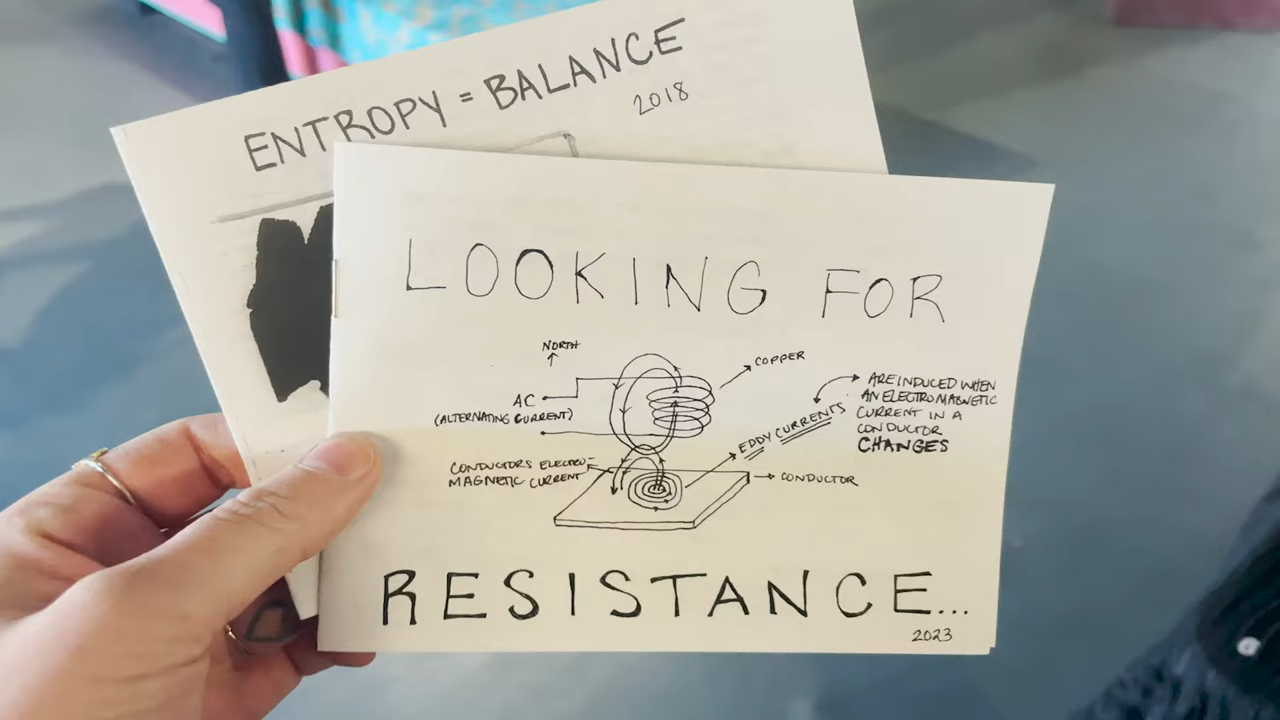 ENTROPY = BALANCE
2018
LOOKING FOR
NORTH
COPPER
AC
(ALTERNATING CURRENT)
EDDY CURRENTS
ARE INDUCED WHEN
AN ELECTROMAGNETIC
CURRENT IN A
CONDUCTOR
CHANGES
CONDUCTORS ELECTRO-
MAGNETIC CURRENT
CONDUCTOR
RESISTANCE...
2023